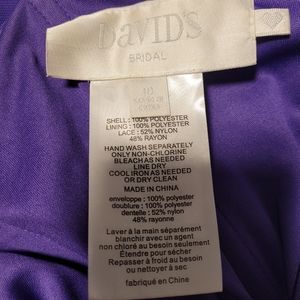 DaViD'S
BRIDAL
10
SHELL : 100% POLYESTER
LINING : 100% POLYESTER
LACE : 52% NYLON
48% RAYON
HAND WASH SEPARATELY
ONLY NON-CHLORINE
BLEACH AS NEEDED
LINE DRY
COOL IRON AS NEEDED
OR DRY CLEAN
MADE IN CHINA
enveloppe : 100% polyester
doublure : 100% polyester
dentelle : 52% nylon
48% rayonne
Laver à la main séparément
blanchir avec un agent
non chloré au besoin seulement
Étendre pour sécher
Repasser à froid au besoin
ou nettoyer à sec
fabriqué en Chine